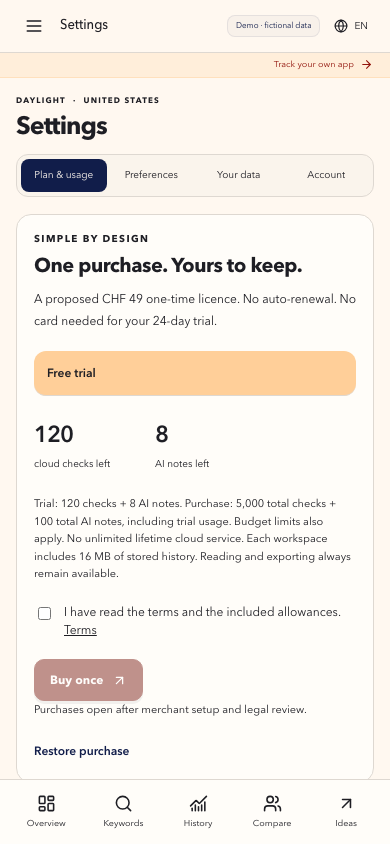 Settings
Demo · fictional data
EN
Track your own app
DAYLIGHT · UNITED STATES
Settings
Plan & usage
Preferences
Your data
Account
SIMPLE BY DESIGN
One purchase. Yours to keep.
A proposed CHF 49 one-time licence. No auto-renewal. No
card needed for your 24-day trial.
Free trial
120
8
cloud checks left
AI notes left
Trial: 120 checks + 8 AI notes. Purchase: 5,000 total checks +
100 total AI notes, including trial usage. Budget limits also
apply. No unlimited lifetime cloud service. Each workspace
includes 16 MB of stored history. Reading and exporting always
remain available.
I have read the terms and the included allowances.
Terms
Buy once
Purchases open after merchant setup and legal review.
Restore purchase
Overview
Keywords
History
Compare
Ideas